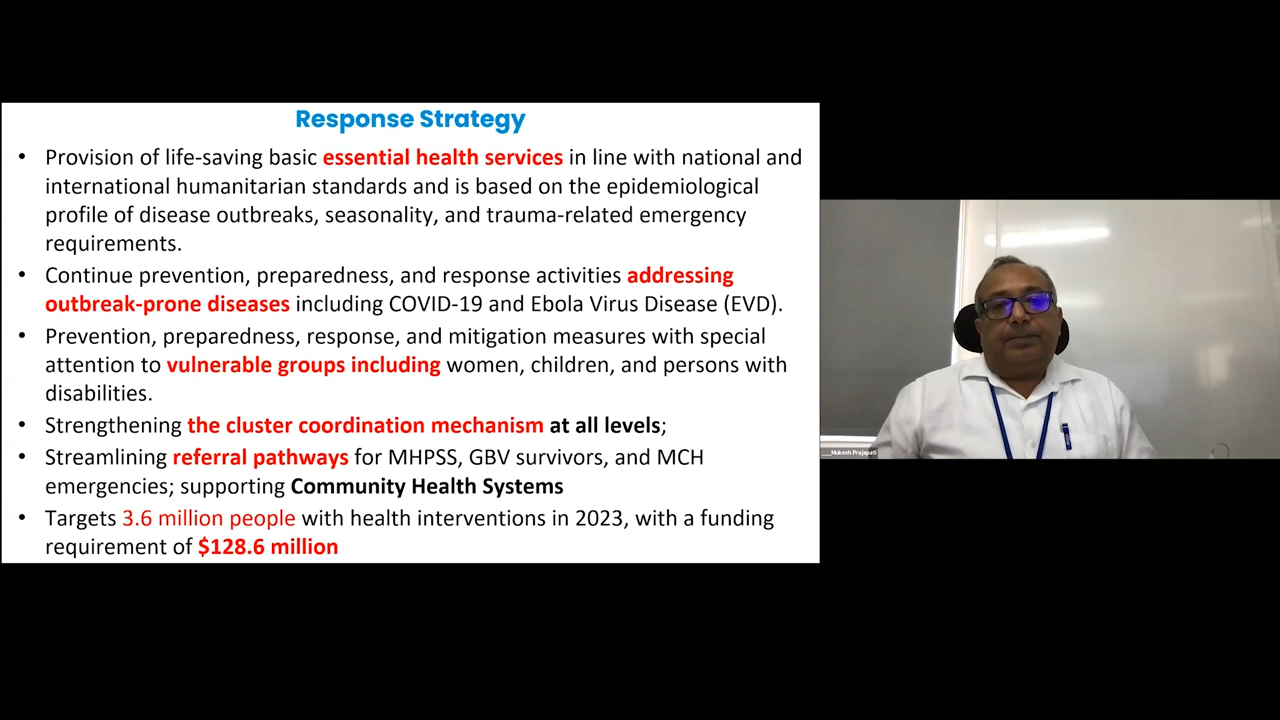 Response Strategy
• Provision of life-saving basic essential health services in line with national and
international humanitarian standards and is based on the epidemiological
profile of disease outbreaks, seasonality, and trauma-related emergency
requirements.
• Continue prevention, preparedness, and response activities addressing
outbreak-prone diseases including COVID-19 and Ebola Virus Disease (EVD).
• Prevention, preparedness, response, and mitigation measures with special
attention to vulnerable groups including women, children, and persons with
disabilities.
• Strengthening the cluster coordination mechanism at all levels;
• Streamlining referral pathways for MHPSS, GBV survivors, and MCH
emergencies; supporting Community Health Systems
• Targets 3.6 million people with health interventions in 2023, with a funding
requirement of $128.6 million
___Mukesh Prajapati